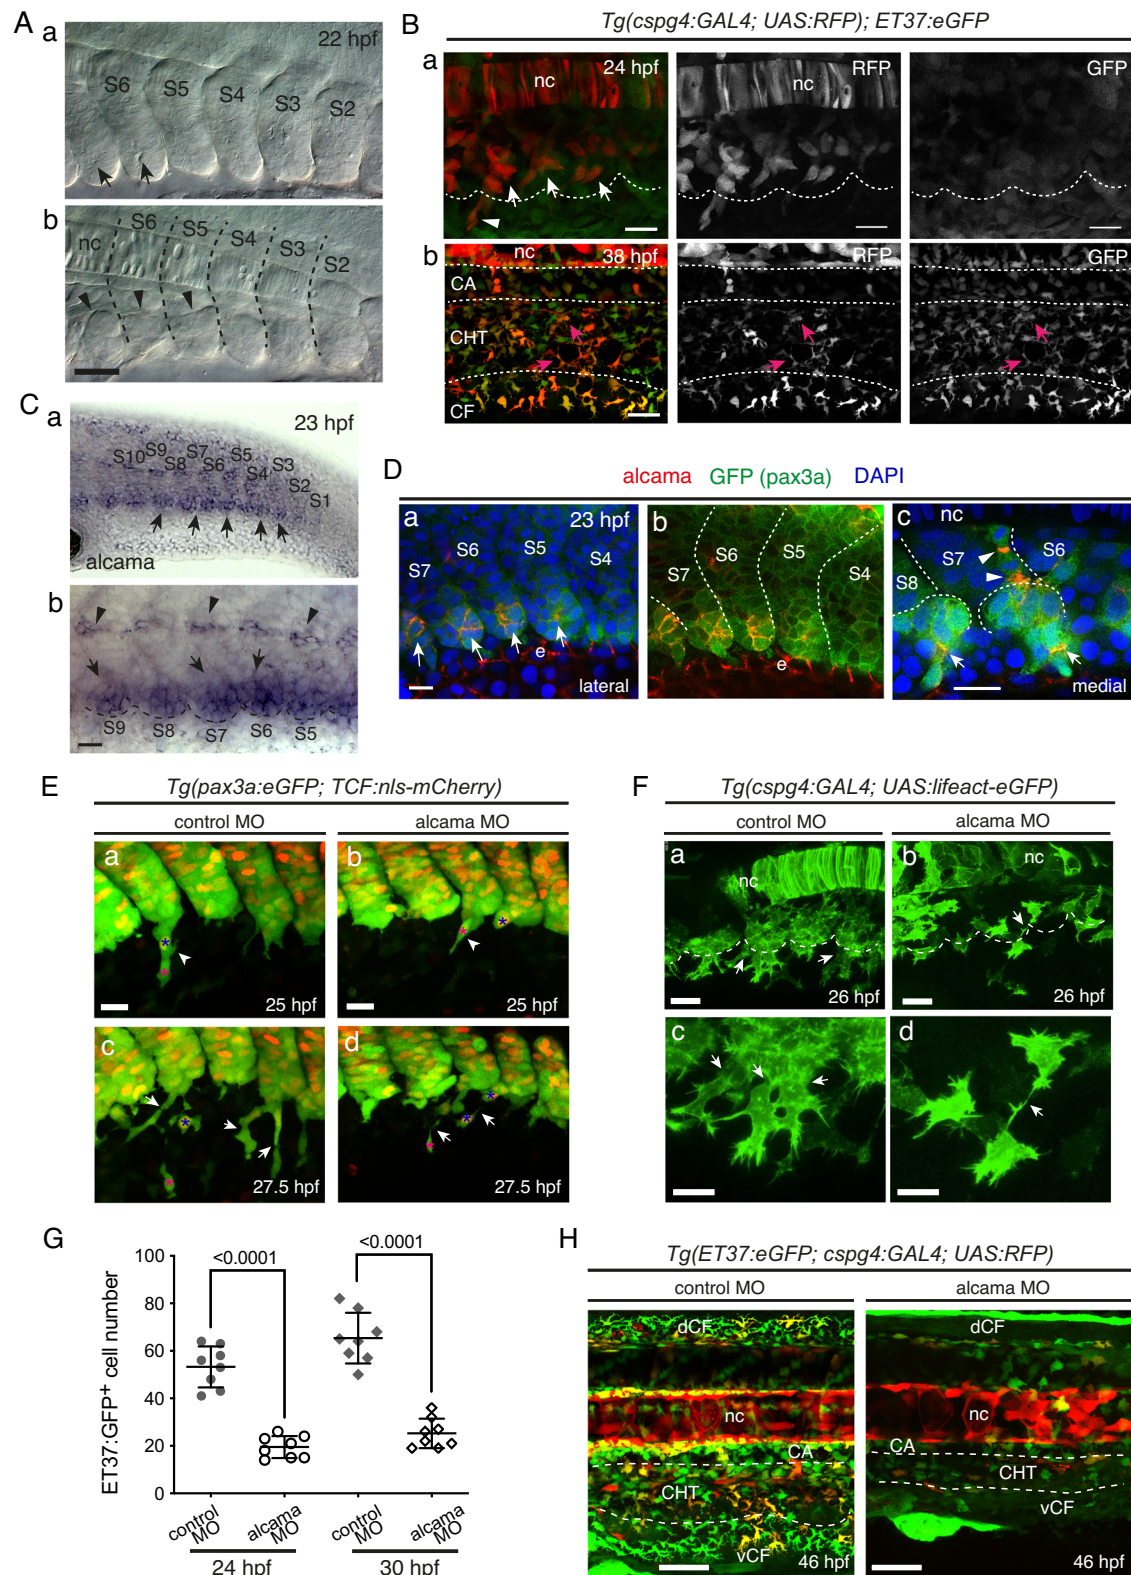 A
a
22 hpf
S6
S5
S4
S3
S2
b
S6
S5
S4
S3
S2
nc
B
Tg(cspg4:GAL4; UAS:RFP); ET37:eGFP
a
24 hpf
nc
RFP
GFP
b
nc
38 hpf
RFP
GFP
CA
CHT
CF
C
a
23 hpf
S10
S9
S8
S7
S6
S5
S4
S3
S2
S1
alcama
b
S9
S8
S7
S6
S5
D
alcama GFP (pax3a) DAPI
a
23 hpf
S7
S6
S5
S4
e
lateral
b
S7
S6
S5
S4
e
c
nc
S8
S7
S6
medial
E
Tg(pax3a:eGFP; TCF:nls-mCherry)
control MO
alcama MO
a
*
*
25 hpf
b
*
*
25 hpf
c
*
*
27.5 hpf
d
*
*
*
27.5 hpf
F
Tg(cspg4:GAL4; UAS:lifeact-eGFP)
control MO
alcama MO
a
nc
26 hpf
b
nc
26 hpf
c
d
G
ET37:GFP+ cell number
100
80
60
40
20
0
<0.0001
<0.0001
control MO
alcama MO
control MO
alcama MO
24 hpf
30 hpf
H
Tg(ET37:eGFP; cspg4:GAL4; UAS:RFP)
control MO
alcama MO
dCF
nc
CA
CHT
vCF
46 hpf
dCF
nc
CA
CHT
vCF
46 hpf